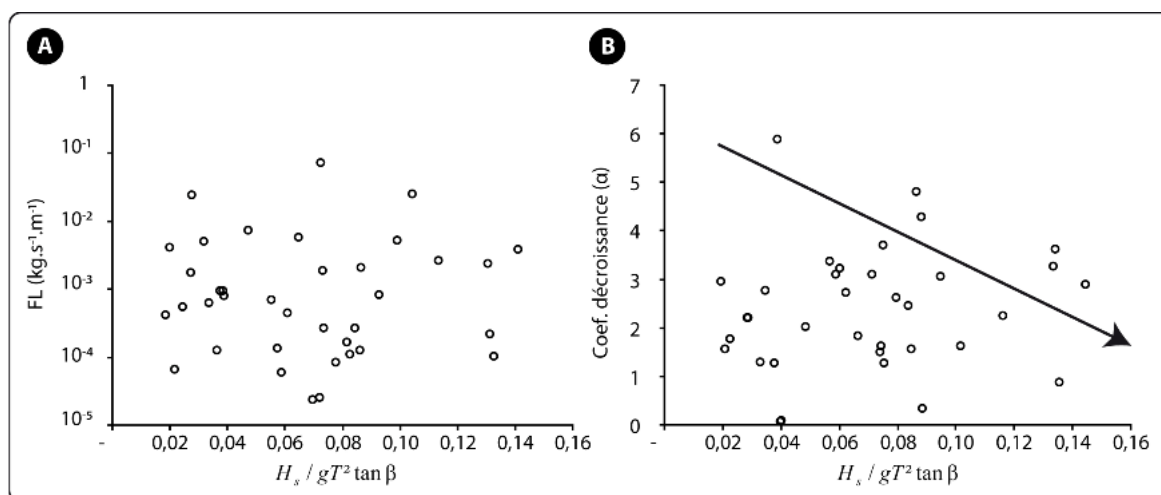 A
1
10⁻¹
10⁻²
10⁻³
10⁻⁴
10⁻⁵
FL (kg.s⁻¹.m⁻¹)
- 0,02 0,04 0,06 0,08 0,10 0,12 0,14 0,16
Hₛ / gT² tan β
B
7
6
5
4
3
2
1
0
Coef. décroissance (α)
- 0,02 0,04 0,06 0,08 0,10 0,12 0,14 0,16
Hₛ / gT² tan β